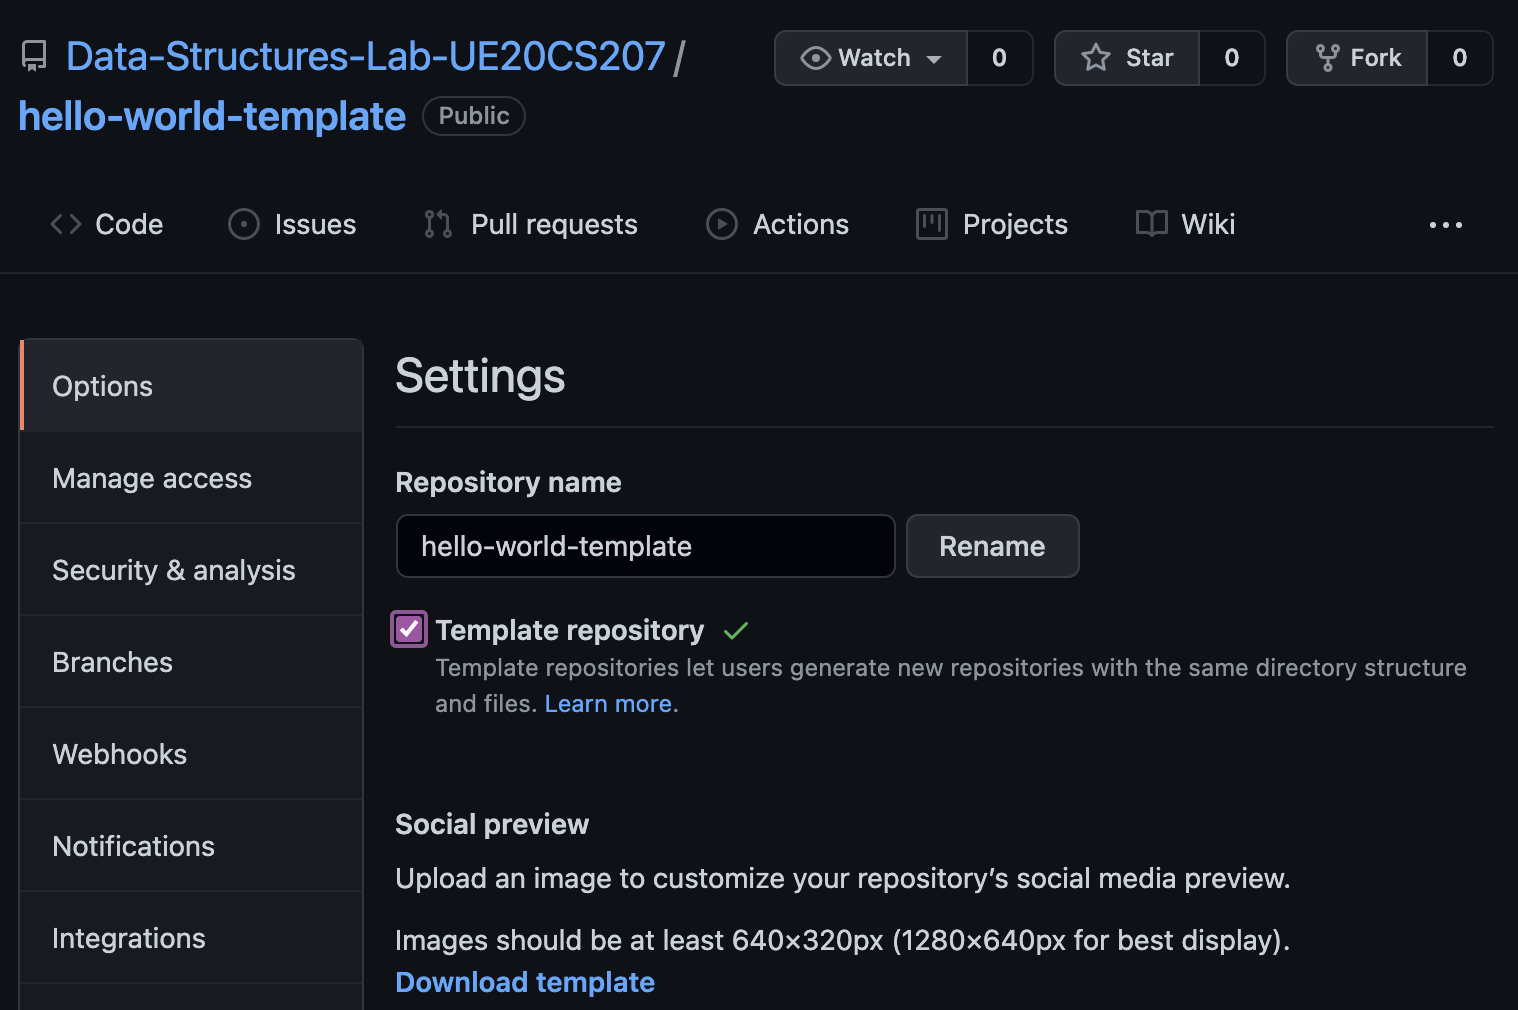 Data-Structures-Lab-UE20CS207 /
hello-world-template Public
Watch 0 Star 0 Fork 0
Code Issues Pull requests Actions Projects Wiki ...
Options
Manage access
Security & analysis
Branches
Webhooks
Notifications
Integrations
Settings
Repository name
hello-world-template Rename
Template repository
Template repositories let users generate new repositories with the same directory structure
and files. Learn more.
Social preview
Upload an image to customize your repository’s social media preview.
Images should be at least 640×320px (1280×640px for best display).
Download template